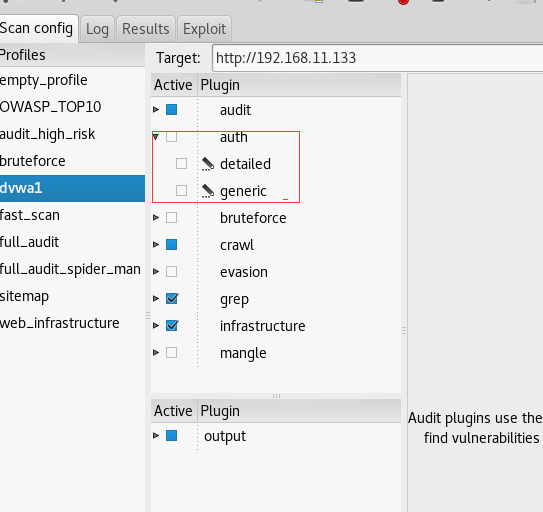 Scan config Log Results Exploit
Profiles
empty_profile
OWASP_TOP10
audit_high_risk
bruteforce
dvwa1
fast_scan
full_audit
full_audit_spider_man
sitemap
web_infrastructure
Target: http://192.168.11.133
Active Plugin
audit
auth
detailed
generic
bruteforce
crawl
evasion
grep
infrastructure
mangle
Active Plugin
output
Audit plugins use the
find vulnerabilities